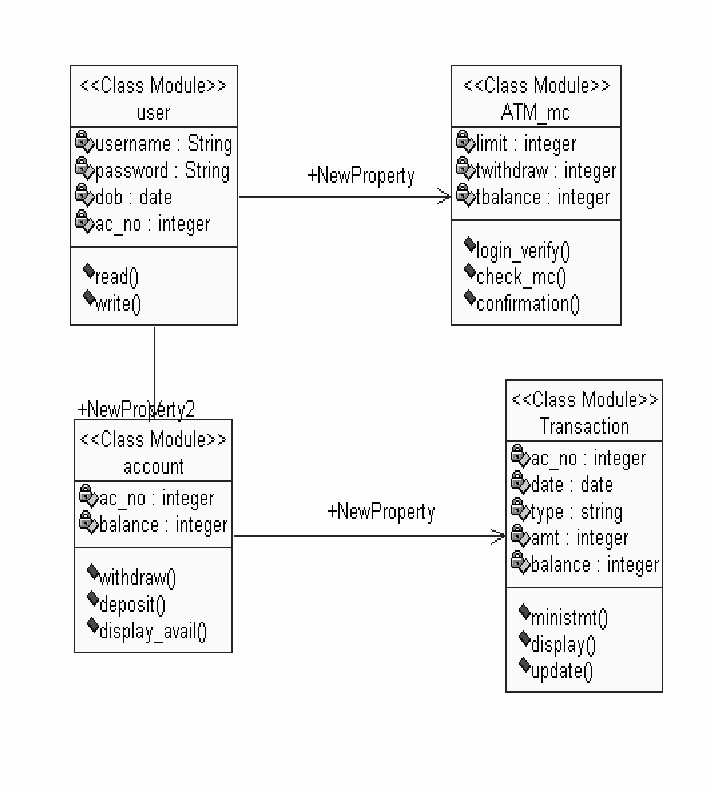 <<Class Module>>
user
username : String
password : String
dob : date
ac_no : integer
read()
write()
+NewProperty
<<Class Module>>
ATM_mc
limit : integer
twithdraw : integer
tbalance : integer
login_verify()
check_mc()
confirmation()
+NewProperty2
<<Class Module>>
account
ac_no : integer
balance : integer
withdraw()
deposit()
display_avail()
+NewProperty
<<Class Module>>
Transaction
ac_no : integer
date : date
type : string
amt : integer
balance : integer
ministmt()
display()
update()